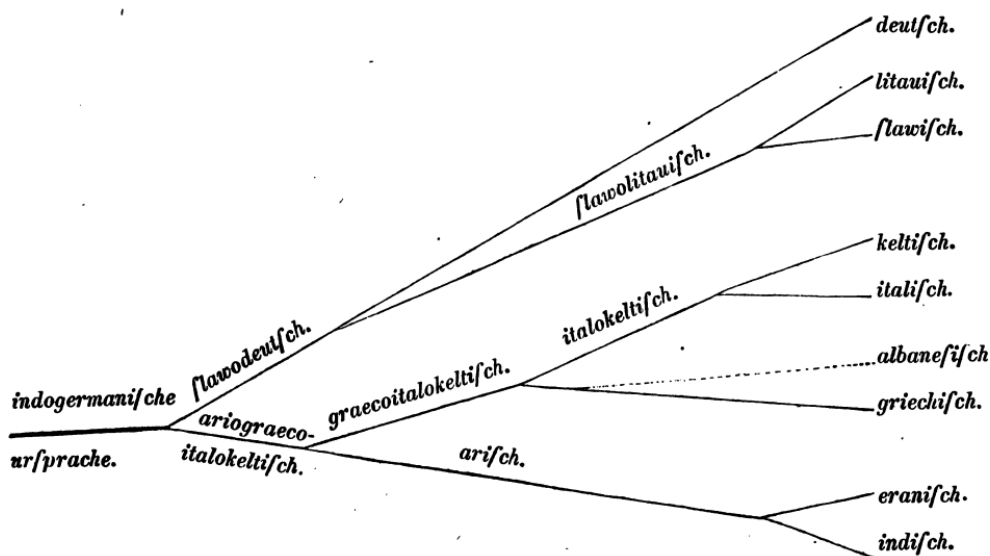 deutſch.
litauiſch.
ſlawiſch.
ſlawolitauiſch.
keltiſch.
italiſch.
italokeltiſch.
albaneſiſch
griechiſch.
graecoitalokeltiſch.
ſlawodeutſch.
indogermaniſche
urſprache.
ariograeco-
italokeltiſch.
ariſch.
eraniſch.
indiſch.